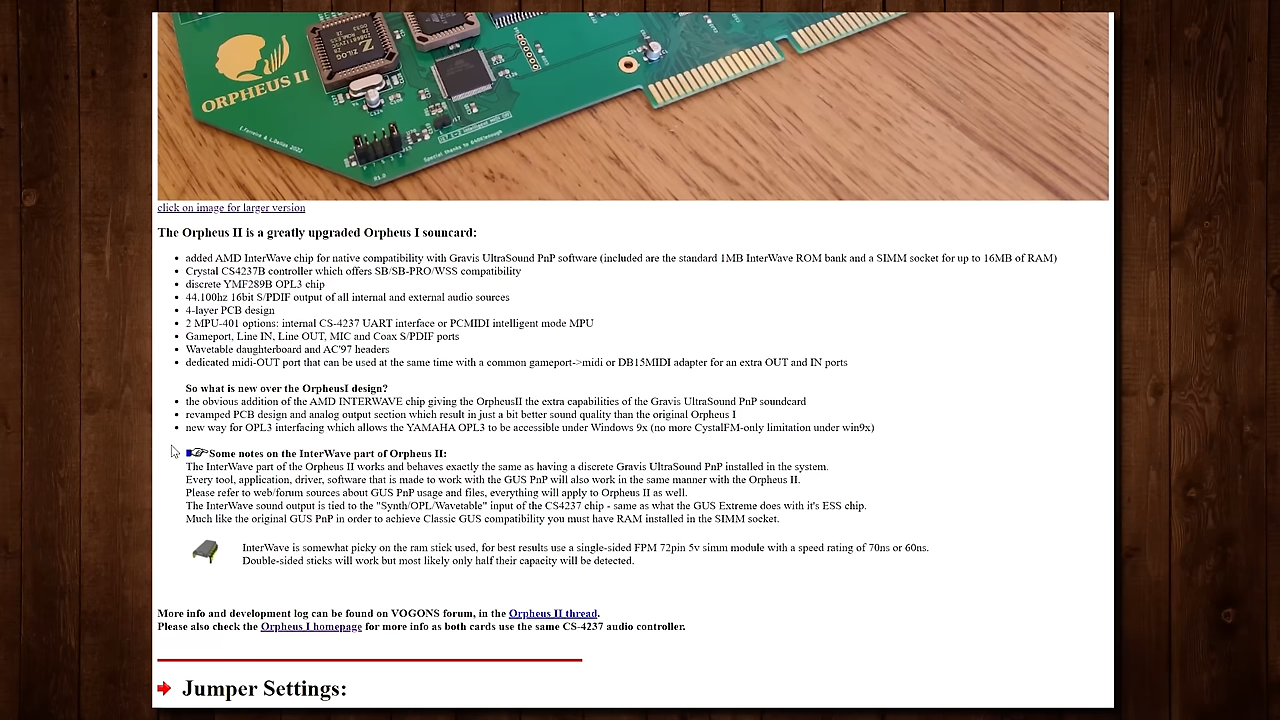 ORPHEUS II
click on image for larger version
The Orpheus II is a greatly upgraded Orpheus I souncard:
added AMD InterWave chip for native compatibility with Gravis UltraSound PnP software (included are the standard 1MB InterWave ROM bank and a SIMM socket for up to 16MB of RAM)
Crystal CS4237B controller which offers SB/SB-PRO/WSS compatibility
discrete YMF289B OPL3 chip
44.100hz 16bit S/PDIF output of all internal and external audio sources
4-layer PCB design
2 MPU-401 options: internal CS-4237 UART interface or PCMIDI intelligent mode MPU
Gameport, Line IN, Line OUT, MIC and Coax S/PDIF ports
Wavetable daughterboard and AC'97 headers
dedicated midi-OUT port that can be used at the same time with a common gameport->midi or DB15MIDI adapter for an extra OUT and IN ports
So what is new over the OrpheusI design?
the obvious addition of the AMD INTERWAVE chip giving the OrpheusII the extra capabilities of the Gravis UltraSound PnP soundcard
revamped PCB design and analog output section which result in just a bit better sound quality than the original Orpheus I
new way for OPL3 interfacing which allows the YAMAHA OPL3 to be accessible under Windows 9x (no more CystalFM-only limitation under win9x)
Some notes on the InterWave part of Orpheus II:
The InterWave part of the Orpheus II works and behaves exactly the same as having a discrete Gravis UltraSound PnP installed in the system.
Every tool, application, driver, software that is made to work with the GUS PnP will also work in the same manner with the Orpheus II.
Please refer to web/forum sources about GUS PnP usage and files, everything will apply to Orpheus II as well.
The InterWave sound output is tied to the "Synth/OPL/Wavetable" input of the CS4237 chip - same as what the GUS Extreme does with it's ESS chip.
Much like the original GUS PnP in order to achieve Classic GUS compatibility you must have RAM installed in the SIMM socket.
InterWave is somewhat picky on the ram stick used, for best results use a single-sided FPM 72pin 5v simm module with a speed rating of 70ns or 60ns.
Double-sided sticks will work but most likely only half their capacity will be detected.
More info and development log can be found on VOGONS forum, in the Orpheus II thread.
Please also check the Orpheus I homepage for more info as both cards use the same CS-4237 audio controller.
Jumper Settings: